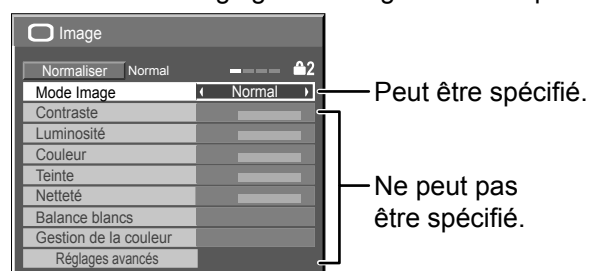 Image
Normaliser Normal 2
Mode Image Normal
Peut être spécifié.
Contraste
Luminosité
Couleur
Teinte
Netteté
Ne peut pas
être spécifié.
Balance blancs
Gestion de la couleur
Réglages avancés